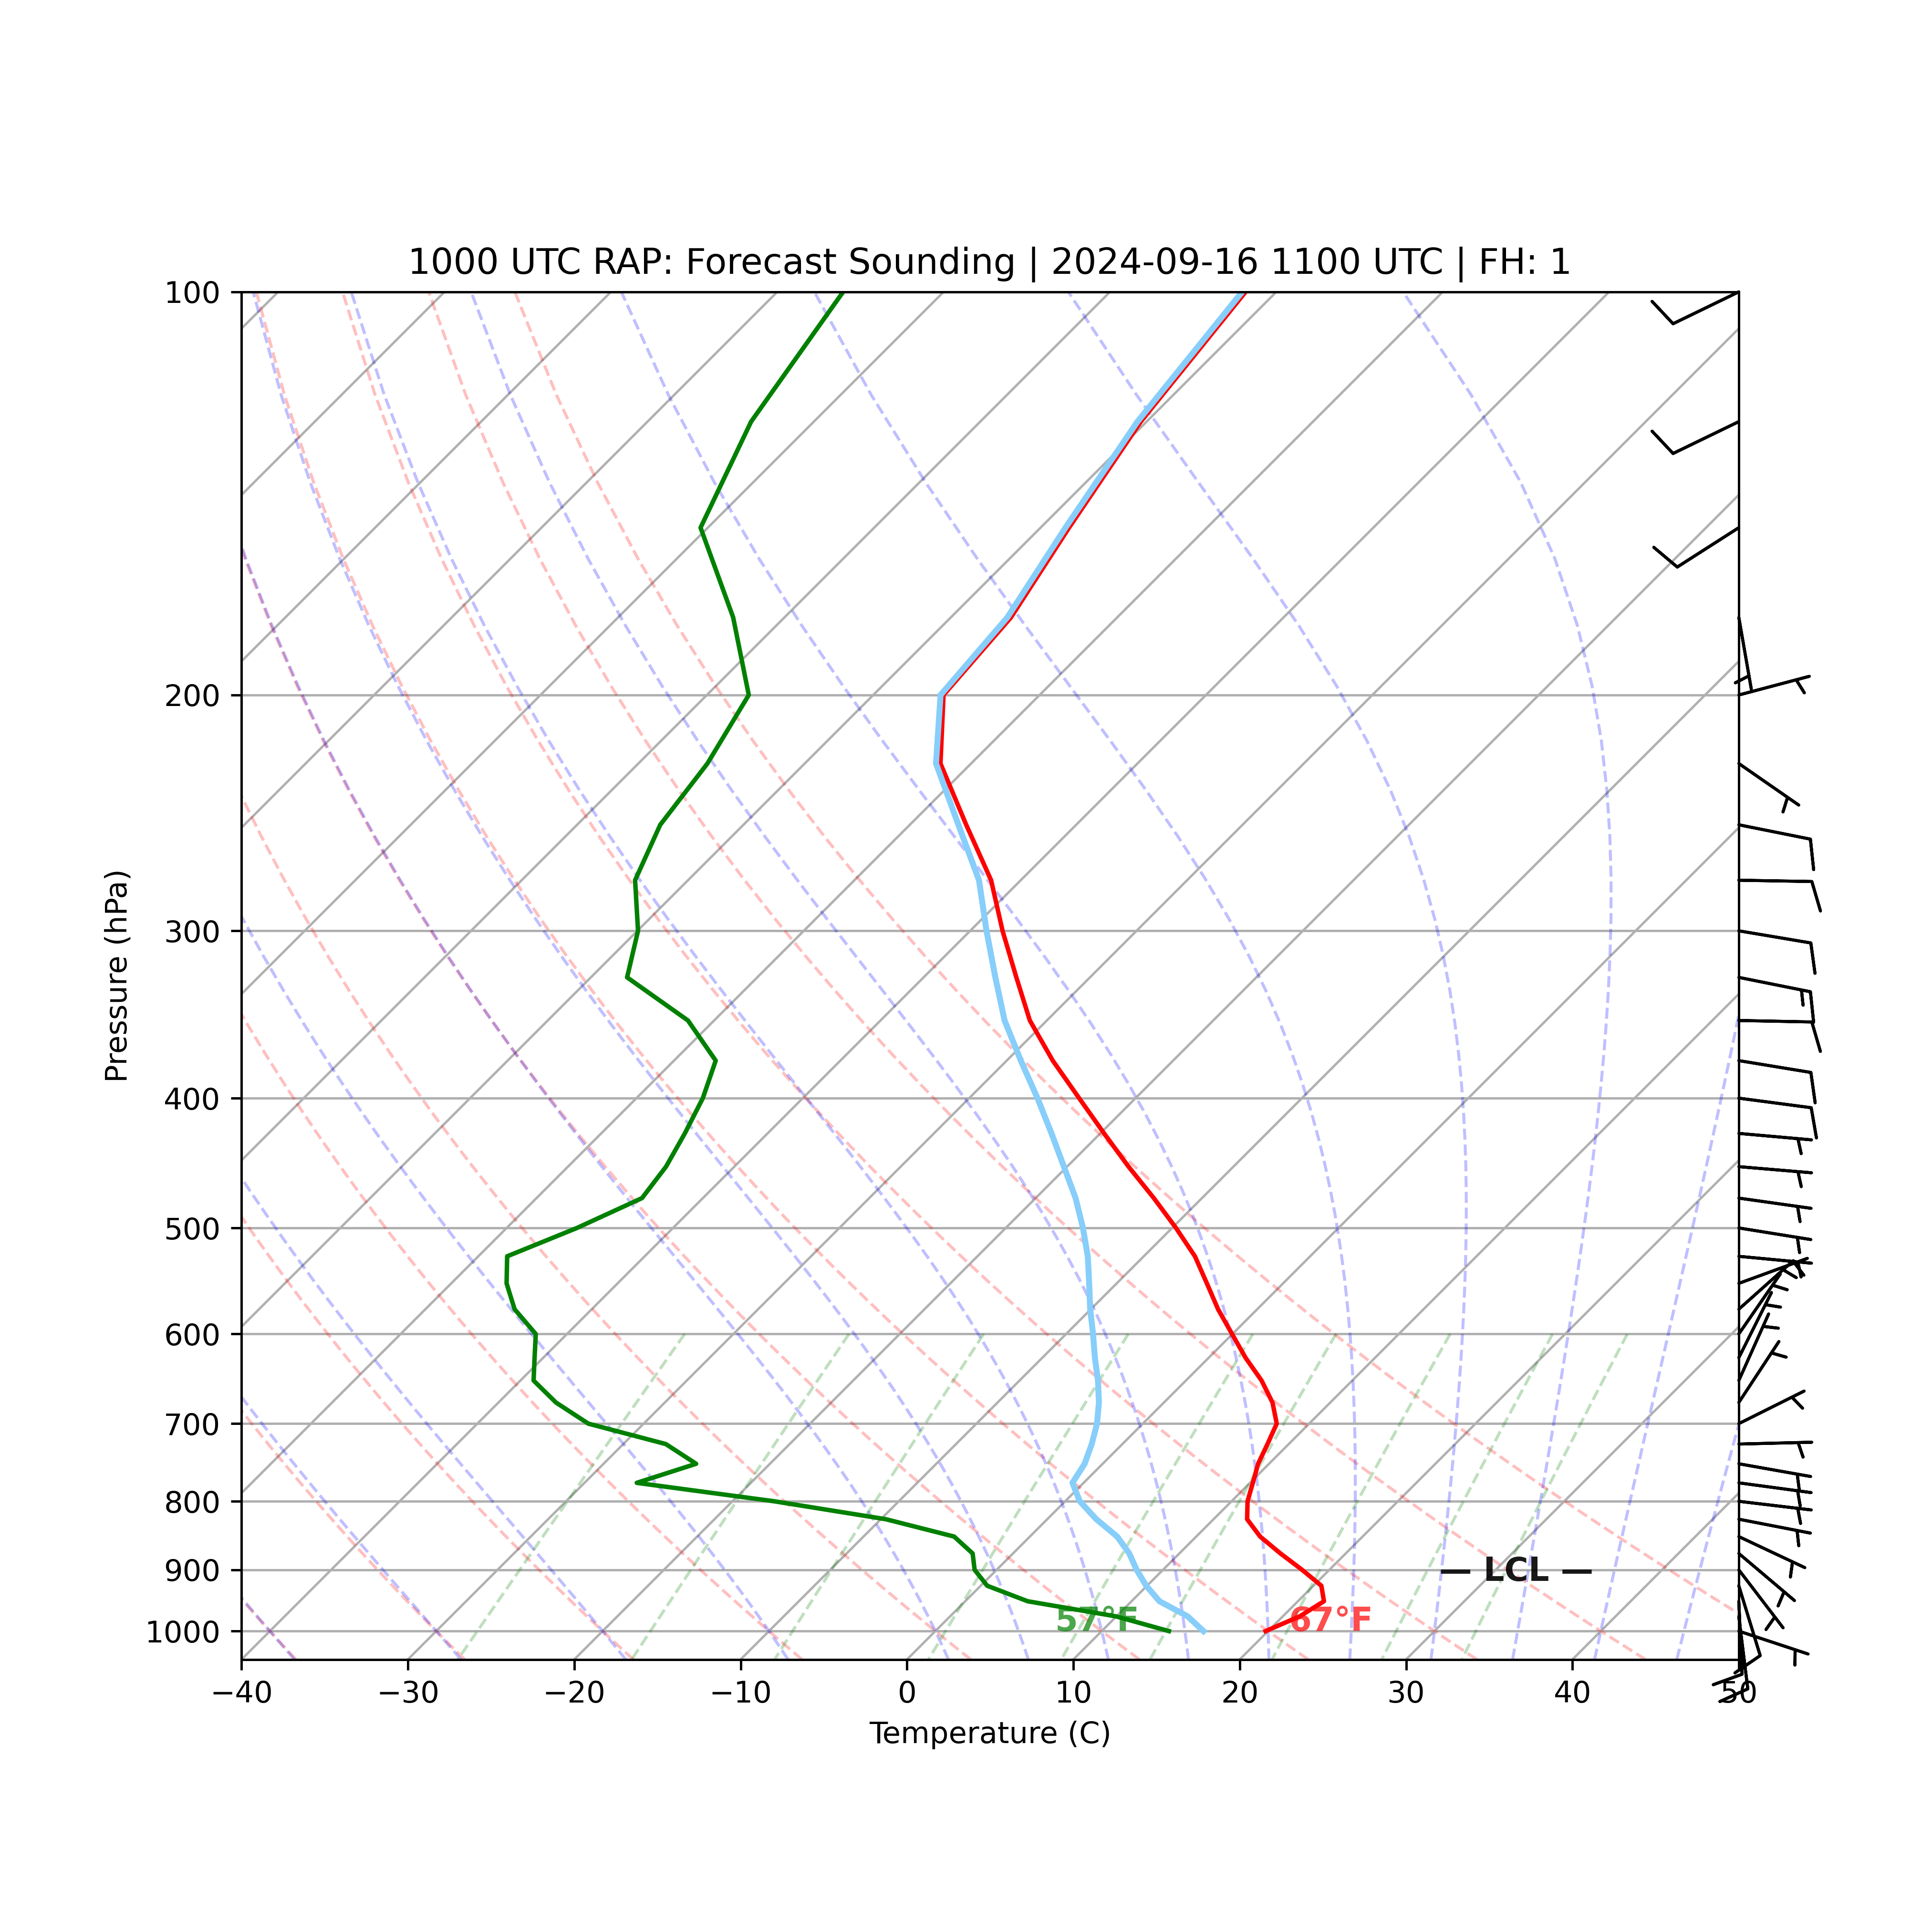 1000 UTC RAP: Forecast Sounding | 2024-09-16 1100 UTC | FH: 1
100
200
300
400
500
600
700
800
900
1000
Pressure (hPa)
— LCL —
57°F
67°F
−40 −30 −20 −10 0 10 20 30 40 50
Temperature (C)